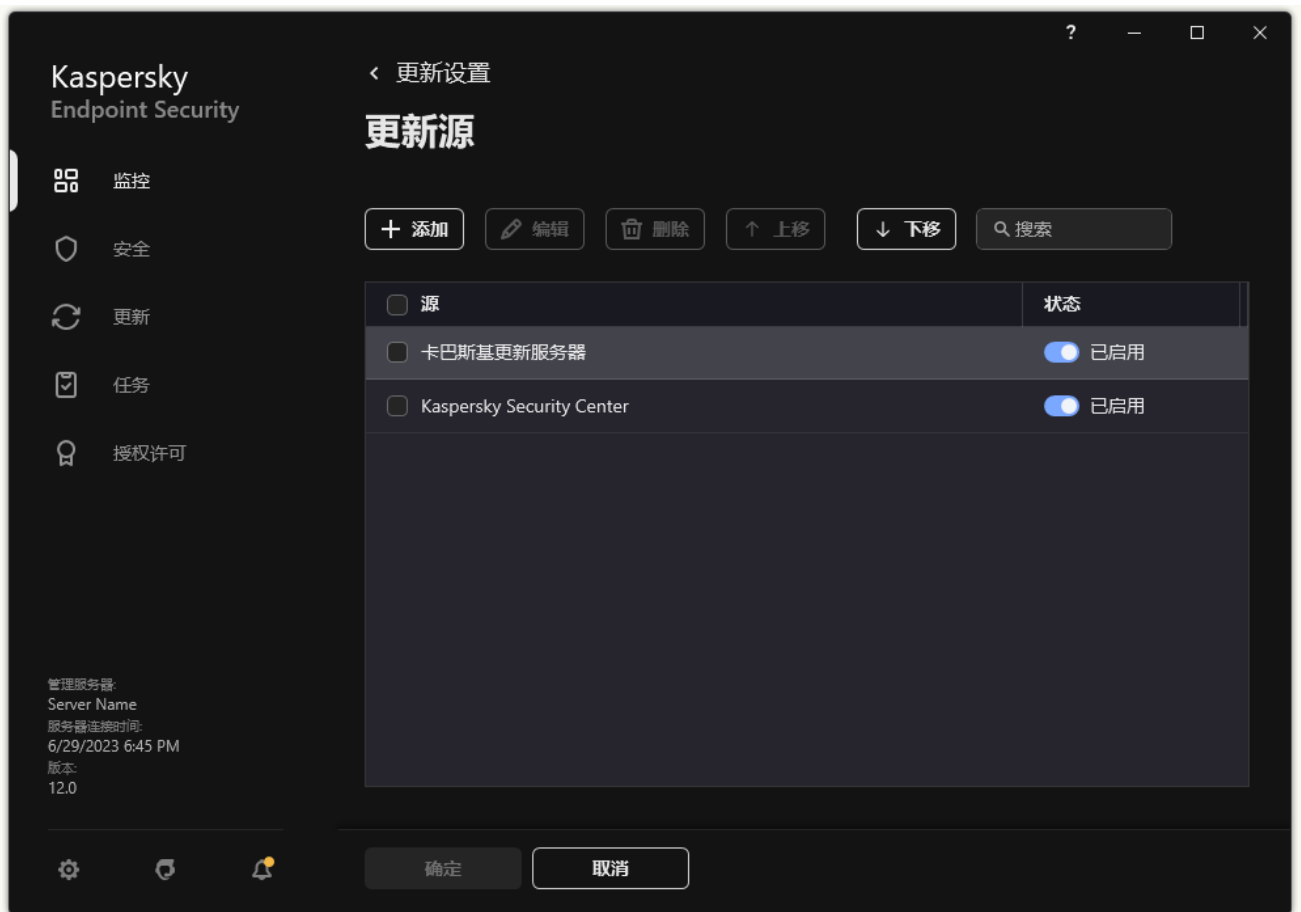 ?
Kaspersky
Endpoint Security
更新设置
更新源
监控
安全
更新
任务
授权许可
添加 编辑 删除 上移 下移 搜索
源 状态
卡巴斯基更新服务器 已启用
Kaspersky Security Center 已启用
管理服务器:
Server Name
服务器连接时间:
6/29/2023 6:45 PM
版本:
12.0
确定 取消